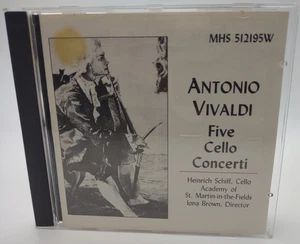 MHS 512195W
ANTONIO
VIVALDI
Five
Cello
Concerti
Heinrich Schiff, Cello
Academy of
St. Martin-in-the-Fields
Iona Brown, Director